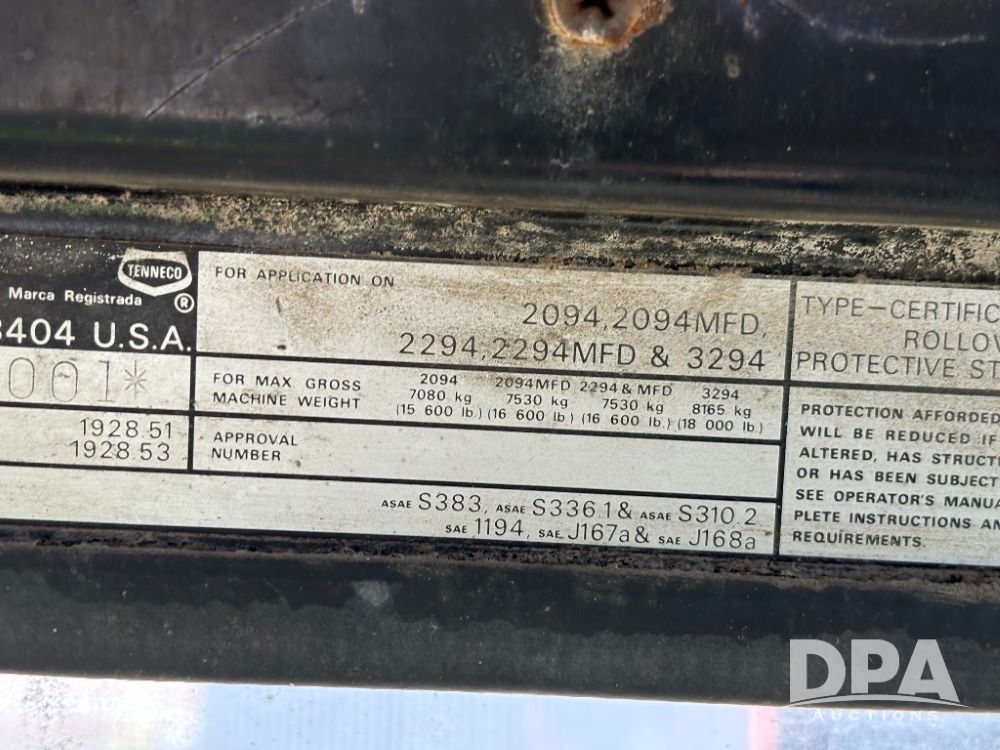 TENNECO
Marca Registrada ®
3404 U.S.A.
001*
1928.51
1928.53
FOR APPLICATION ON
2094, 2094MFD,
2294, 2294MFD & 3294
FOR MAX GROSS
MACHINE WEIGHT
2094 2094MFD 2294 & MFD 3294
7080 kg 7530 kg 7530 kg 8165 kg
(15 600 lb.) (16 600 lb.) (16 600 lb.) (18 000 lb.)
APPROVAL
NUMBER
ASAE S383, ASAE S336.1 & ASAE S310.2
SAE 1194, SAE J167a & SAE J168a
TYPE-CERTIFIC
ROLLOV
PROTECTIVE ST
PROTECTION AFFORDED
WILL BE REDUCED IF
ALTERED, HAS STRUCT
OR HAS BEEN SUBJECT
SEE OPERATOR'S MANUA
PLETE INSTRUCTIONS AN
REQUIREMENTS.
DPA
AUCTIONS